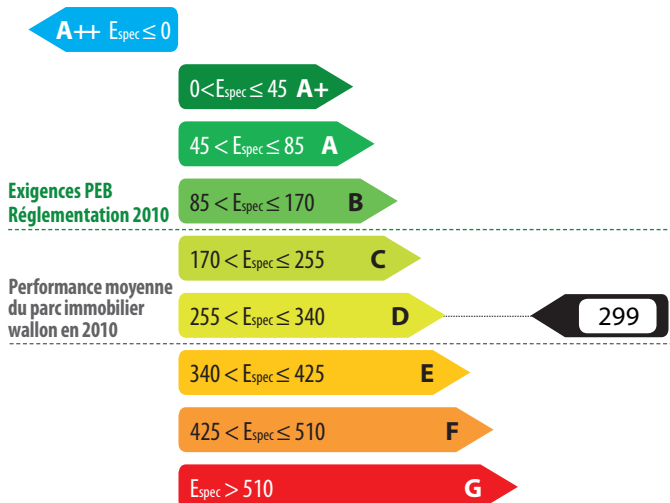 A++ Espec ≤ 0
0 < Espec ≤ 45 A+
45 < Espec ≤ 85 A
Exigences PEB
Réglementation 2010
85 < Espec ≤ 170 B
170 < Espec ≤ 255 C
Performance moyenne
du parc immobilier
wallon en 2010
255 < Espec ≤ 340 D
299
340 < Espec ≤ 425 E
425 < Espec ≤ 510 F
Espec > 510 G